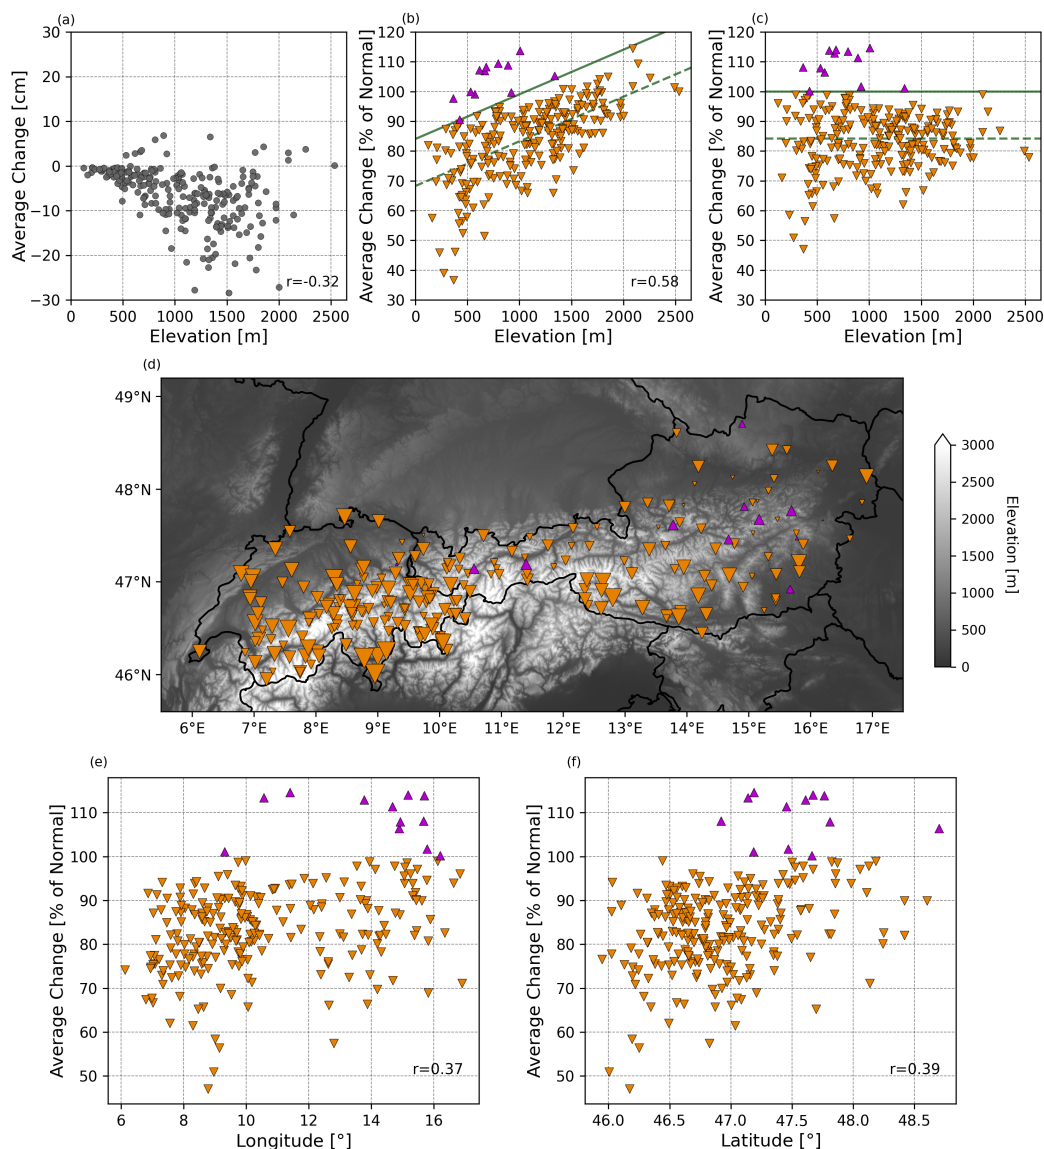 (a)
(b)
(c)
30
20
10
0
−10
−20
−30
Average Change [cm]
r=-0.32
0 500 1000 1500 2000 2500
Elevation [m]
120
110
100
90
80
70
60
50
40
30
Average Change [% of Normal]
r=0.58
0 500 1000 1500 2000 2500
Elevation [m]
120
110
100
90
80
70
60
50
40
30
Average Change [% of Normal]
0 500 1000 1500 2000 2500
Elevation [m]
(d)
49°N
48°N
47°N
46°N
6°E 7°E 8°E 9°E 10°E 11°E 12°E 13°E 14°E 15°E 16°E 17°E
3000
2500
2000
1500
1000
500
0
Elevation [m]
(e)
110
100
90
80
70
60
50
Average Change [% of Normal]
r=0.37
6 8 10 12 14 16
Longitude [°]
(f)
110
100
90
80
70
60
50
Average Change [% of Normal]
r=0.39
46.0 46.5 47.0 47.5 48.0 48.5
Latitude [°]